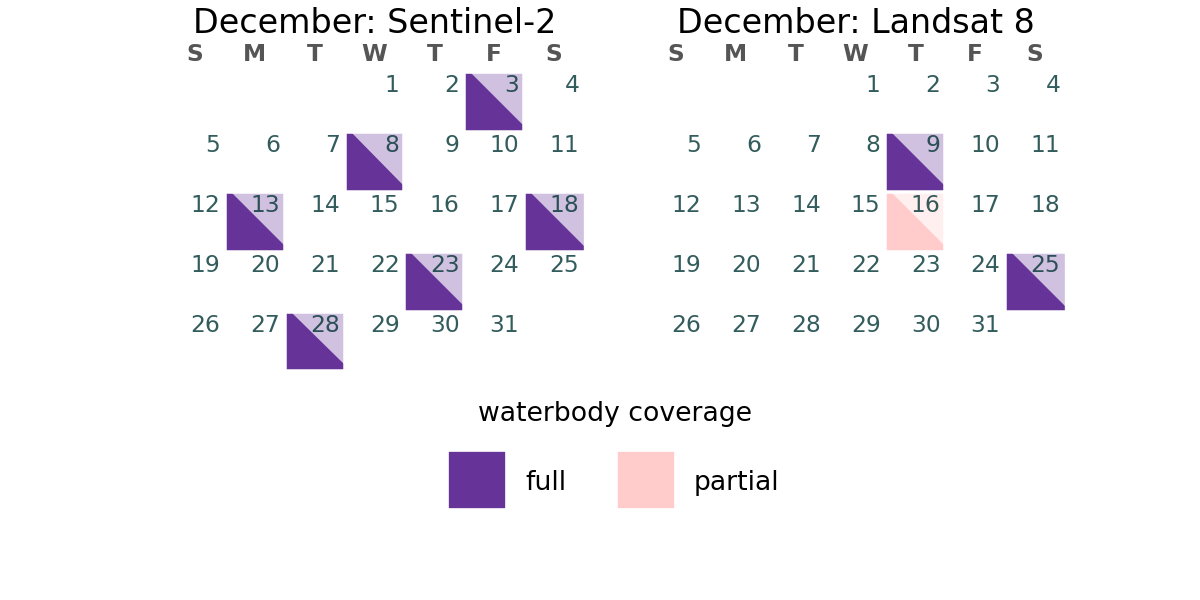 December: Sentinel-2
S M T W T F S
1 2 3 4
5 6 7 8 9 10 11
12 13 14 15 16 17 18
19 20 21 22 23 24 25
26 27 28 29 30 31
December: Landsat 8
S M T W T F S
1 2 3 4
5 6 7 8 9 10 11
12 13 14 15 16 17 18
19 20 21 22 23 24 25
26 27 28 29 30 31
waterbody coverage
full
partial